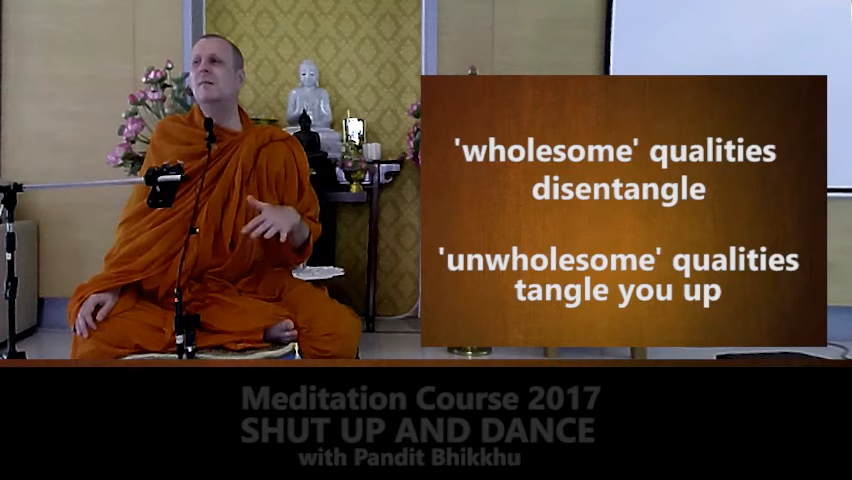 'wholesome' qualities
disentangle
'unwholesome' qualities
tangle you up
Meditation Course 2017
SHUT UP AND DANCE
with Pandit Bhikkhu